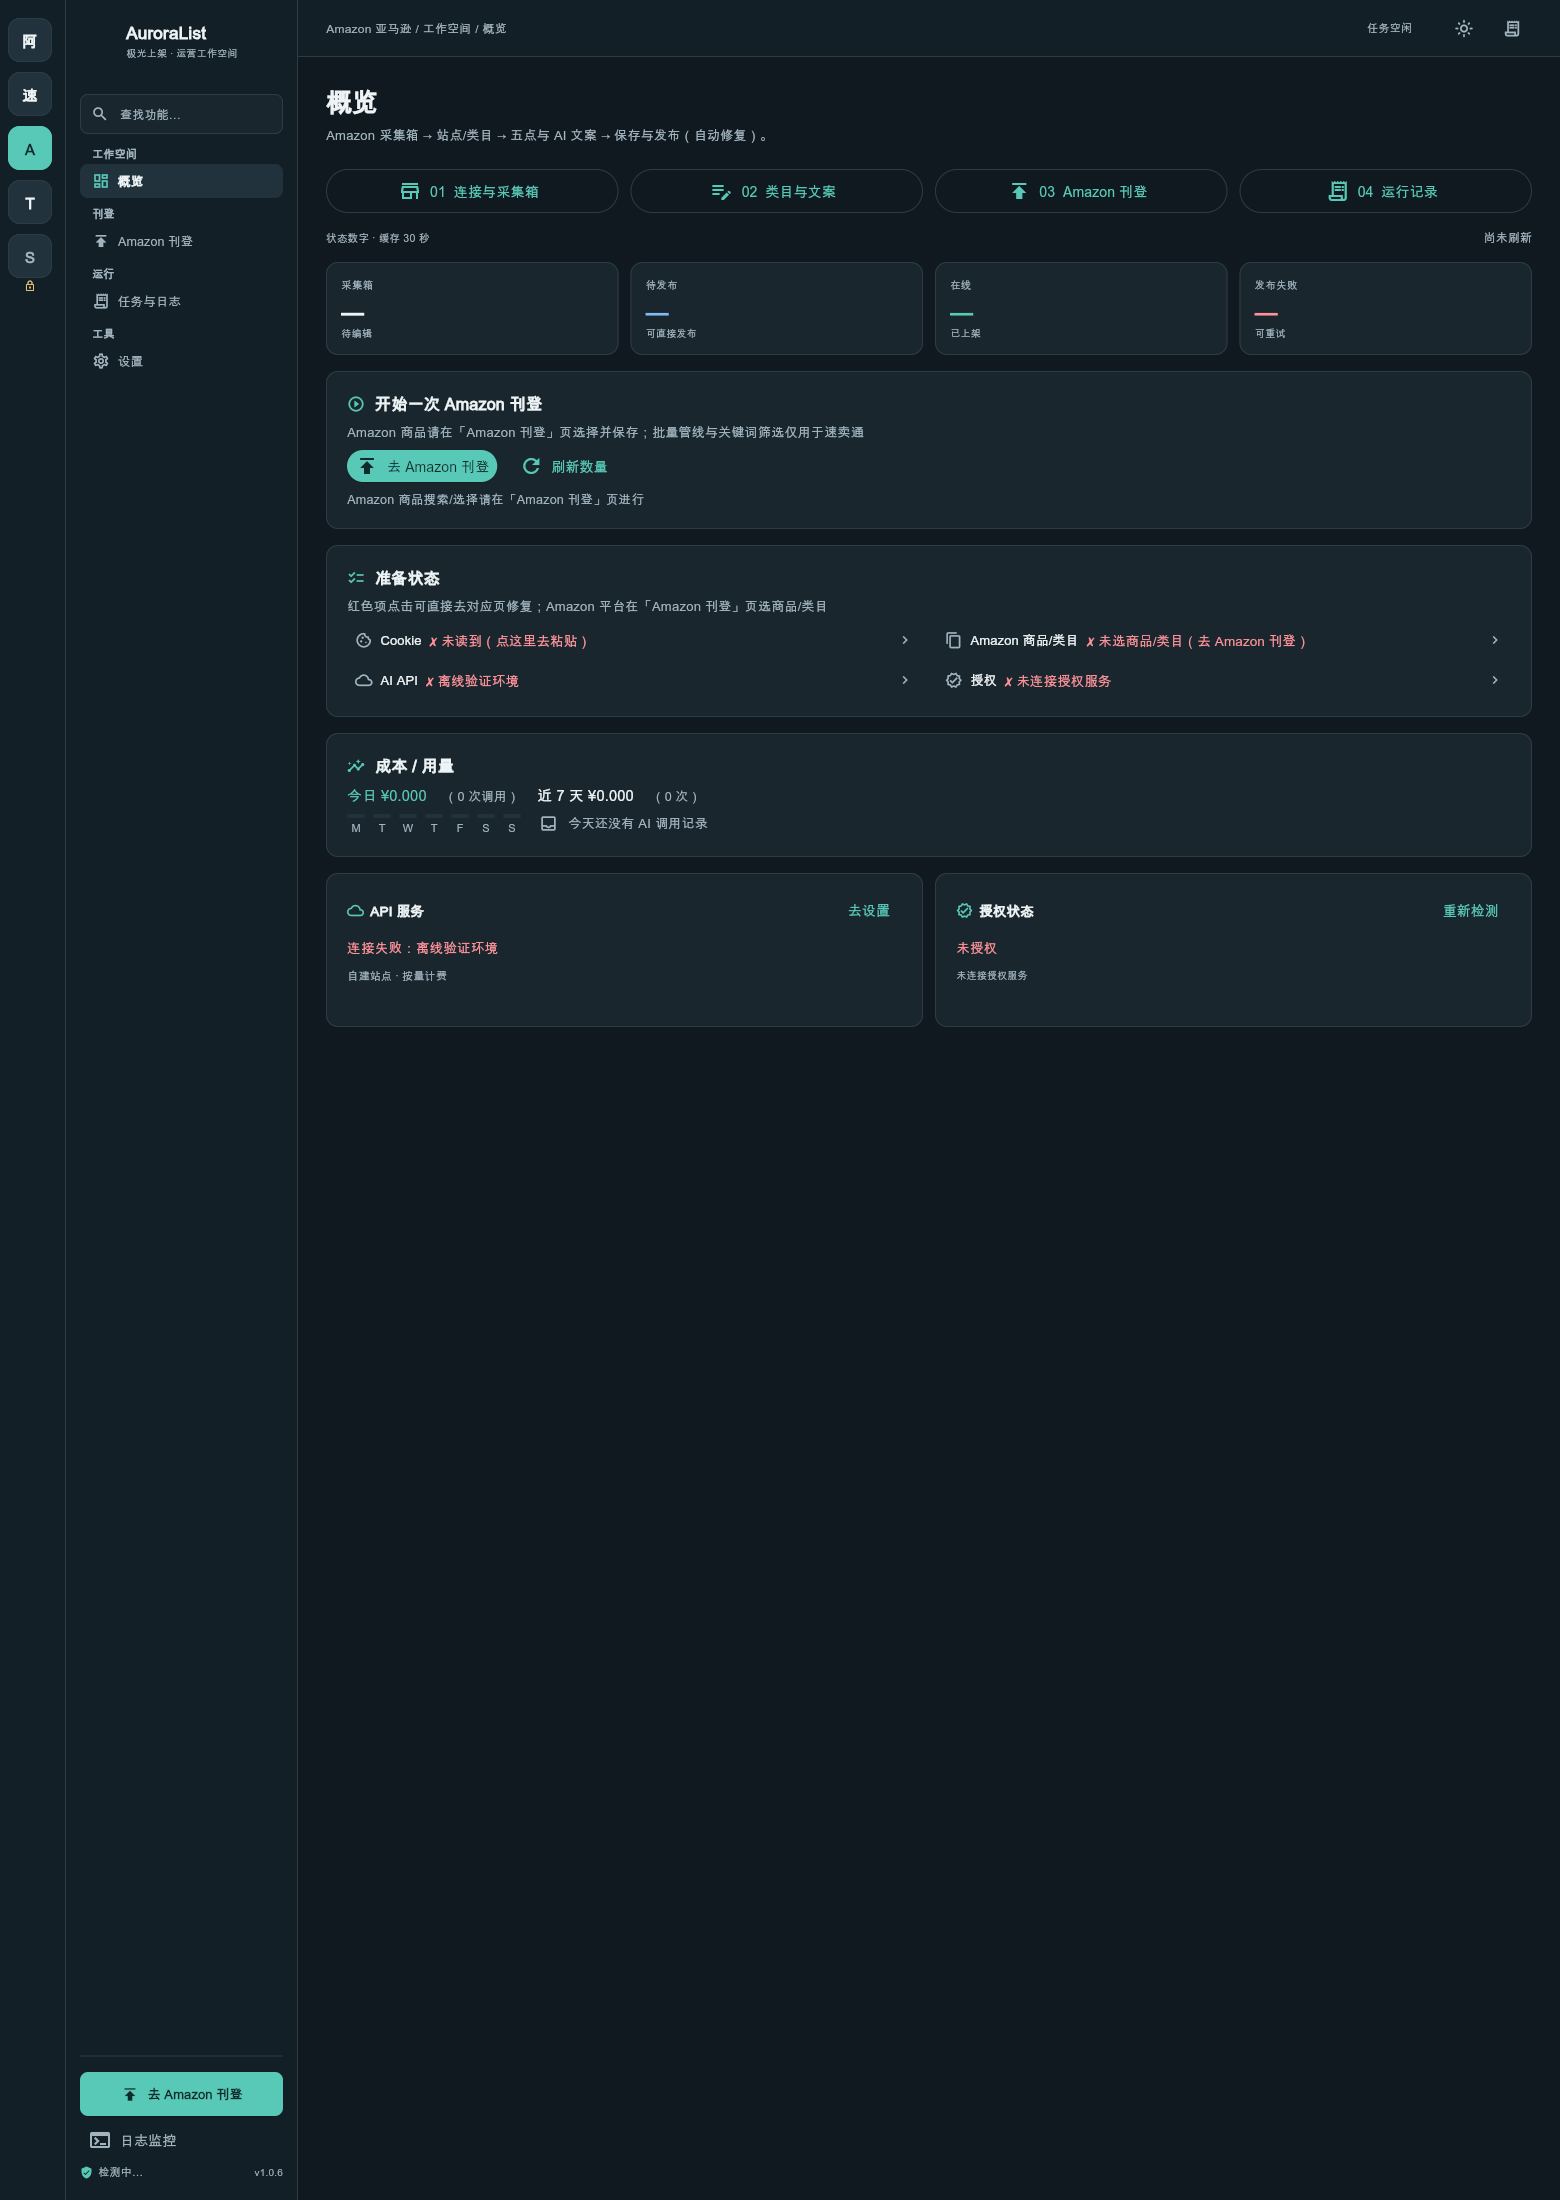 阿
速
A
T
S
AuroraList
极光上架 · 运营工作空间
查找功能...
工作空间
概览
刊登
Amazon 刊登
运行
任务与日志
工具
设置
去 Amazon 刊登
日志监控
检测中...
v1.0.6
Amazon 亚马逊 / 工作空间 / 概览
任务空闲
概览
Amazon 采集箱 → 站点/类目 → 五点与 AI 文案 → 保存与发布（自动修复）。
01 连接与采集箱
02 类目与文案
03 Amazon 刊登
04 运行记录
状态数字 · 缓存 30 秒
尚未刷新
采集箱
—
待编辑
待发布
—
可直接发布
在线
—
已上架
发布失败
—
可重试
开始一次 Amazon 刊登
Amazon 商品请在「Amazon 刊登」页选择并保存；批量管线与关键词筛选仅用于速卖通
去 Amazon 刊登
刷新数量
Amazon 商品搜索/选择请在「Amazon 刊登」页进行
准备状态
红色项点击可直接去对应页修复；Amazon 平台在「Amazon 刊登」页选商品/类目
Cookie ✗ 未读到（点这里去粘贴）
Amazon 商品/类目 ✗ 未选商品/类目（去 Amazon 刊登）
AI API ✗ 离线验证环境
授权 ✗ 未连接授权服务
成本 / 用量
今日 ¥0.000 （0 次调用） 近 7 天 ¥0.000 （0 次）
M T W T F S S
今天还没有 AI 调用记录
API 服务
去设置
连接失败：离线验证环境
自建站点 · 按量计费
授权状态
重新检测
未授权
未连接授权服务